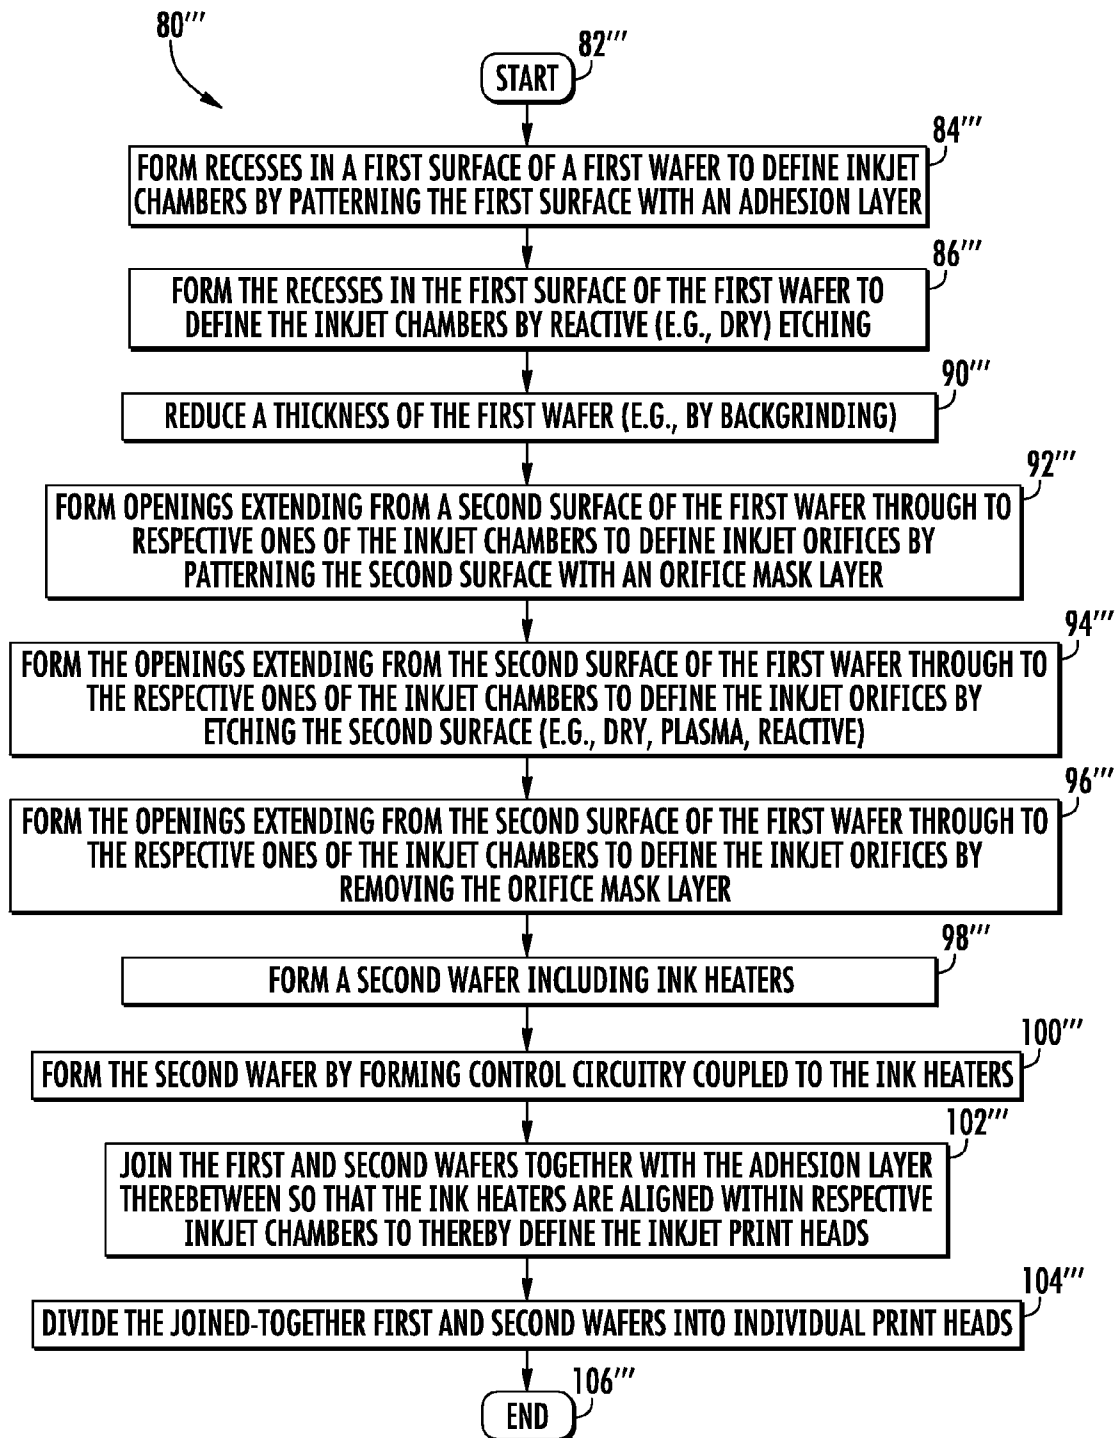 80'''
82'''
START
84'''
FORM RECESSES IN A FIRST SURFACE OF A FIRST WAFER TO DEFINE INKJET
CHAMBERS BY PATTERNING THE FIRST SURFACE WITH AN ADHESION LAYER
86'''
FORM THE RECESSES IN THE FIRST SURFACE OF THE FIRST WAFER TO
DEFINE THE INKJET CHAMBERS BY REACTIVE (E.G., DRY) ETCHING
90'''
REDUCE A THICKNESS OF THE FIRST WAFER (E.G., BY BACKGRINDING)
92'''
FORM OPENINGS EXTENDING FROM A SECOND SURFACE OF THE FIRST WAFER THROUGH TO
RESPECTIVE ONES OF THE INKJET CHAMBERS TO DEFINE INKJET ORIFICES BY
PATTERNING THE SECOND SURFACE WITH AN ORIFICE MASK LAYER
94'''
FORM THE OPENINGS EXTENDING FROM THE SECOND SURFACE OF THE FIRST WAFER THROUGH TO
THE RESPECTIVE ONES OF THE INKJET CHAMBERS TO DEFINE THE INKJET ORIFICES BY
ETCHING THE SECOND SURFACE (E.G., DRY, PLASMA, REACTIVE)
96'''
FORM THE OPENINGS EXTENDING FROM THE SECOND SURFACE OF THE FIRST WAFER THROUGH TO
THE RESPECTIVE ONES OF THE INKJET CHAMBERS TO DEFINE THE INKJET ORIFICES BY
REMOVING THE ORIFICE MASK LAYER
98'''
FORM A SECOND WAFER INCLUDING INK HEATERS
100'''
FORM THE SECOND WAFER BY FORMING CONTROL CIRCUITRY COUPLED TO THE INK HEATERS
102'''
JOIN THE FIRST AND SECOND WAFERS TOGETHER WITH THE ADHESION LAYER
THEREBETWEEN SO THAT THE INK HEATERS ARE ALIGNED WITHIN RESPECTIVE
INKJET CHAMBERS TO THEREBY DEFINE THE INKJET PRINT HEADS
104'''
DIVIDE THE JOINED-TOGETHER FIRST AND SECOND WAFERS INTO INDIVIDUAL PRINT HEADS
106'''
END